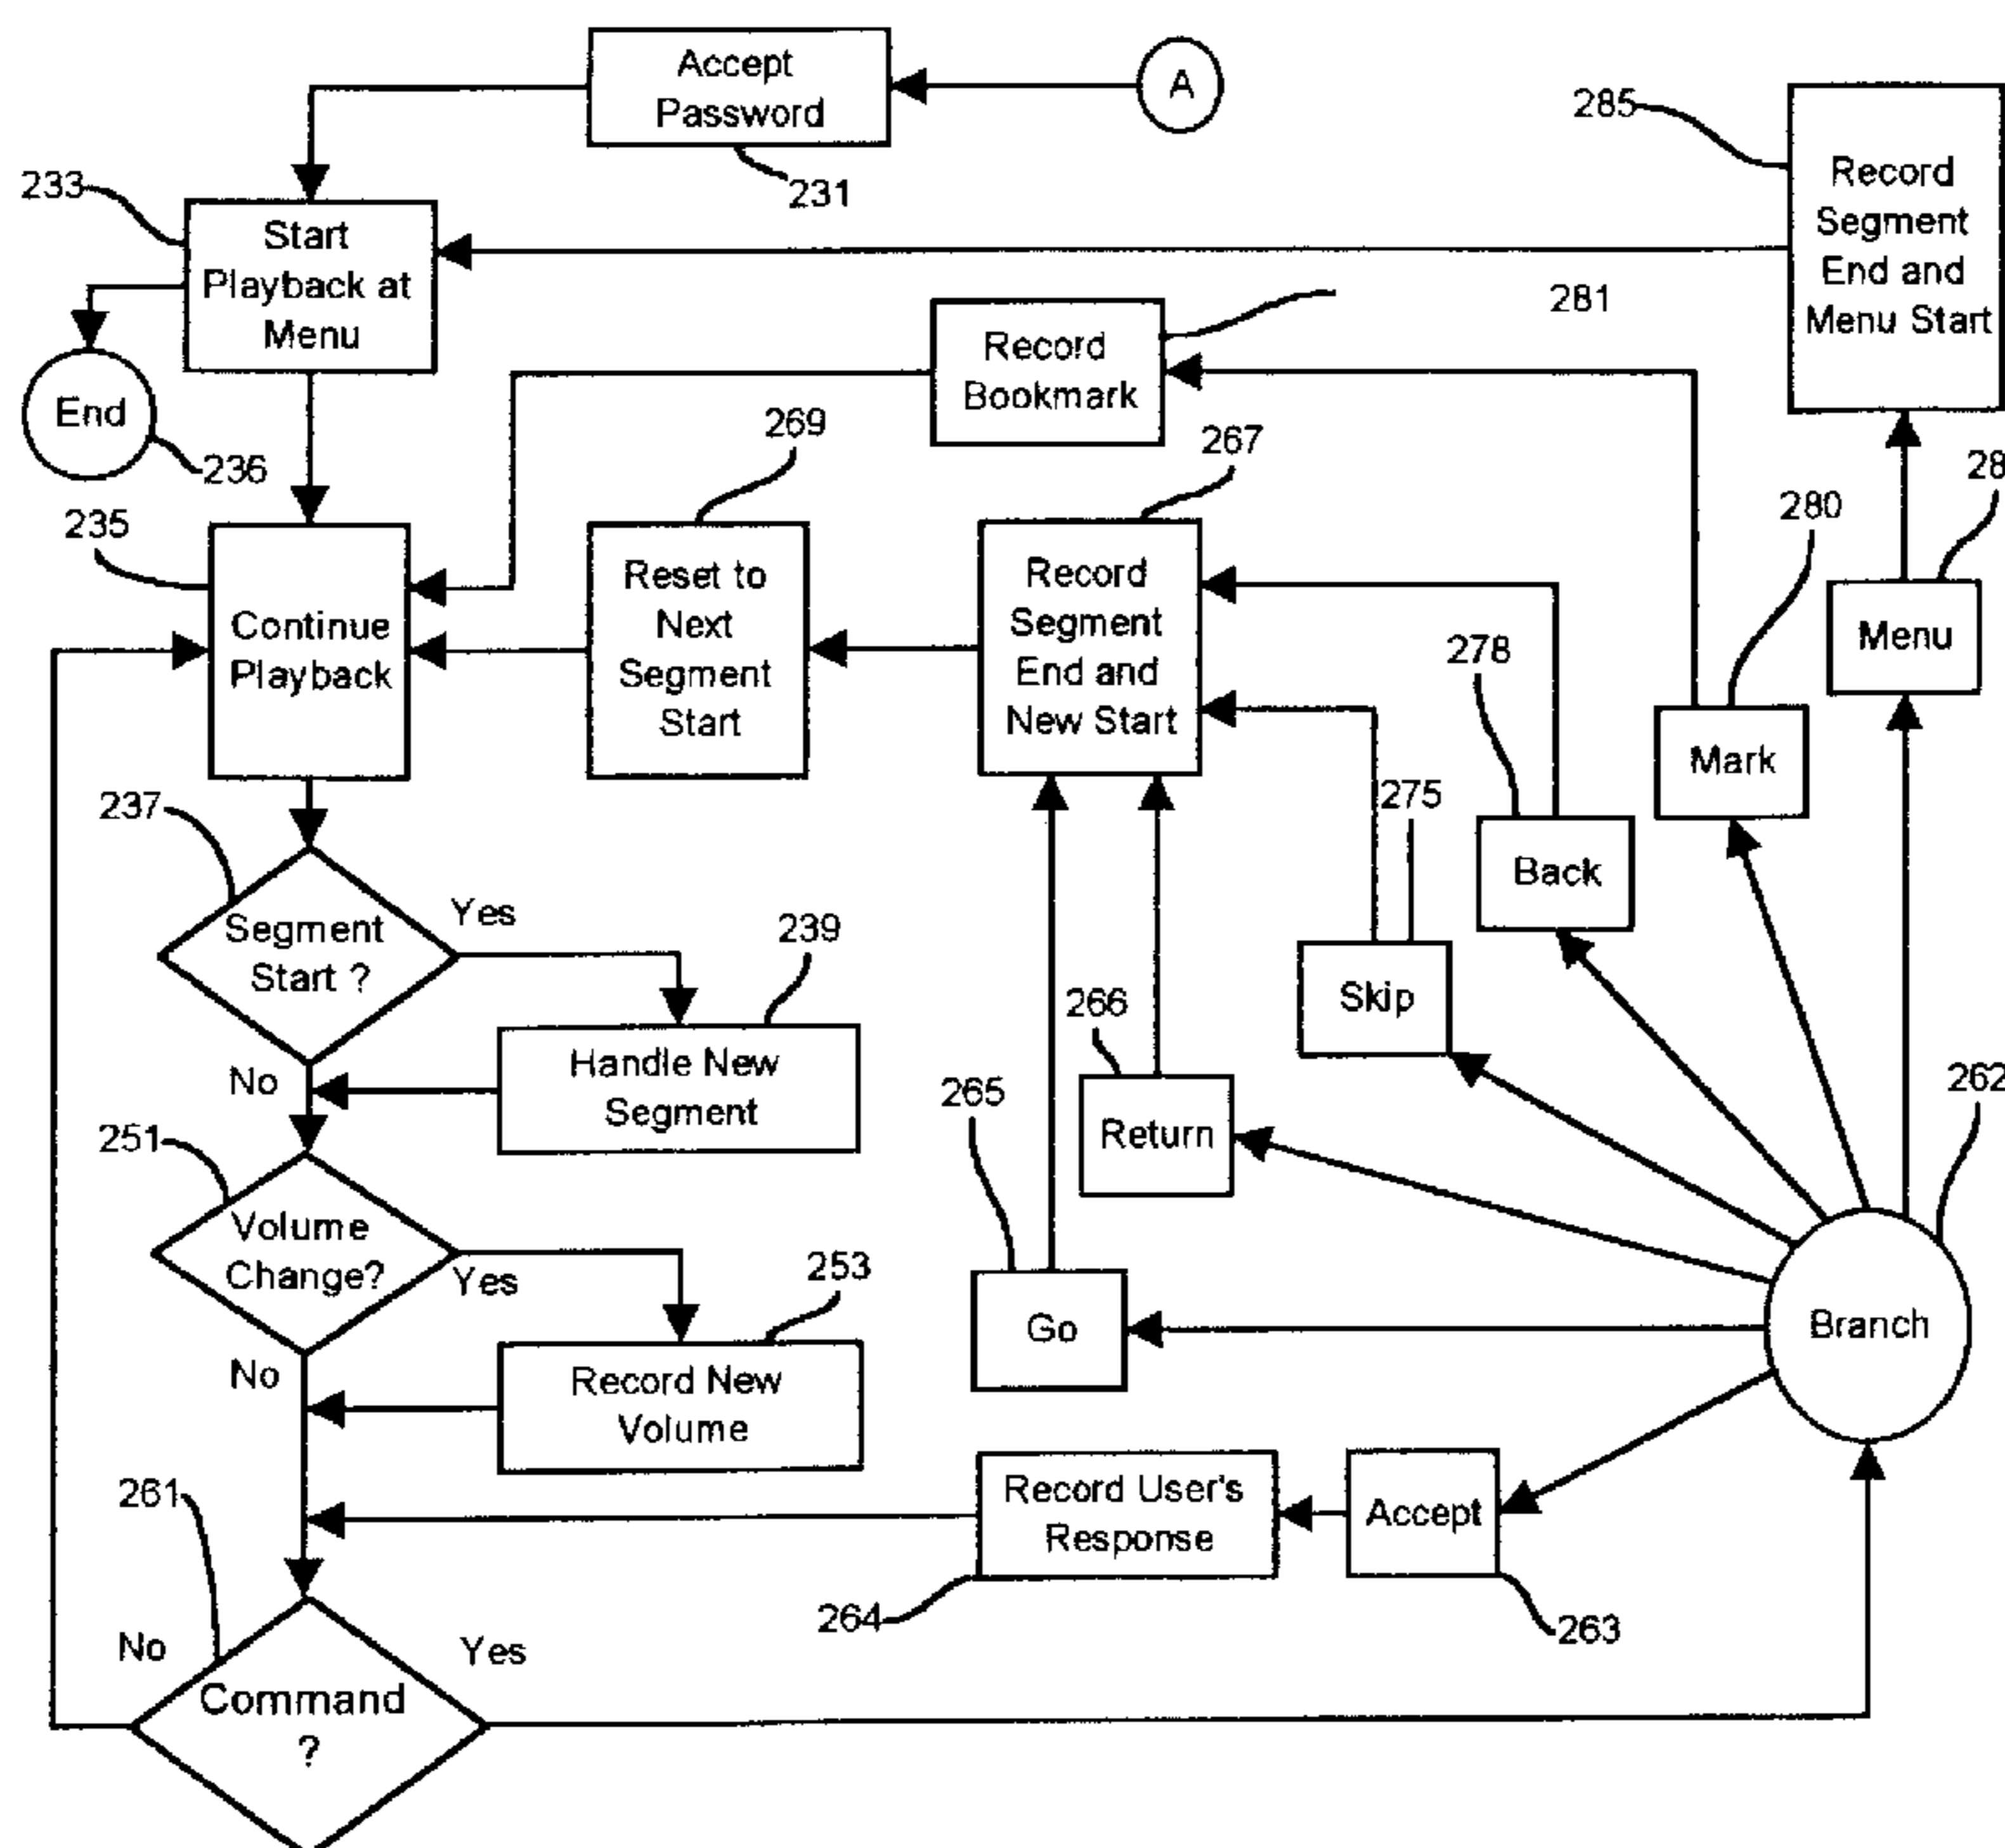 Accept
Password
A
231
285
Record
Segment
End and
Menu Start
233
Start
Playback at
Menu
End
236
281
Record
Bookmark
269
267
28
280
235
Continue
Playback
Reset to
Next
Segment
Start
Record
Segment
End and
New Start
278
Menu
Mark
275
Back
237
Segment
Start ?
Yes
No
239
Handle New
Segment
Skip
266
Return
262
265
251
Volume
Change?
Yes
No
253
Record New
Volume
Go
Branch
261
Record User's
Response
264
Accept
263
No
Yes
Command
?